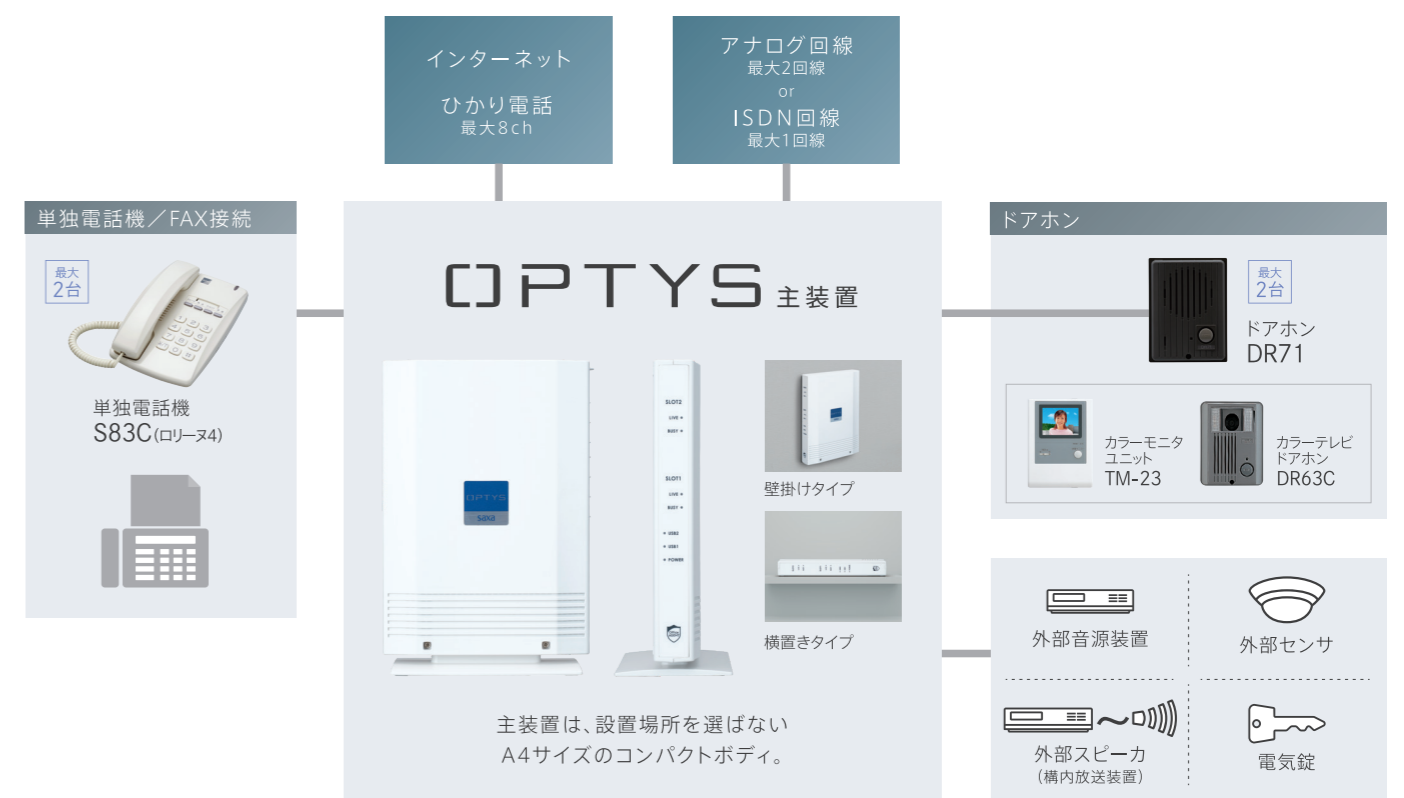 インターネット
ひかり電話
最大8ch
アナログ回線
最大2回線
or
ISDN回線
最大1回線
単独電話機／FAX接続
最大
2台
単独電話機
S83C(ロリーヌ4)
OPTYS 主装置
OPTYS
saxa
SLOT2
LIVE
BUSY
SLOT1
LIVE
BUSY
USB2
USB1
POWER
壁掛けタイプ
横置きタイプ
主装置は、設置場所を選ばない
A4サイズのコンパクトボディ。
ドアホン
最大
2台
ドアホン
DR71
カラーモニタ
ユニット
TM-23
カラーテレビ
ドアホン
DR63C
外部音源装置
外部センサ
外部スピーカ
(構内放送装置)
電気錠